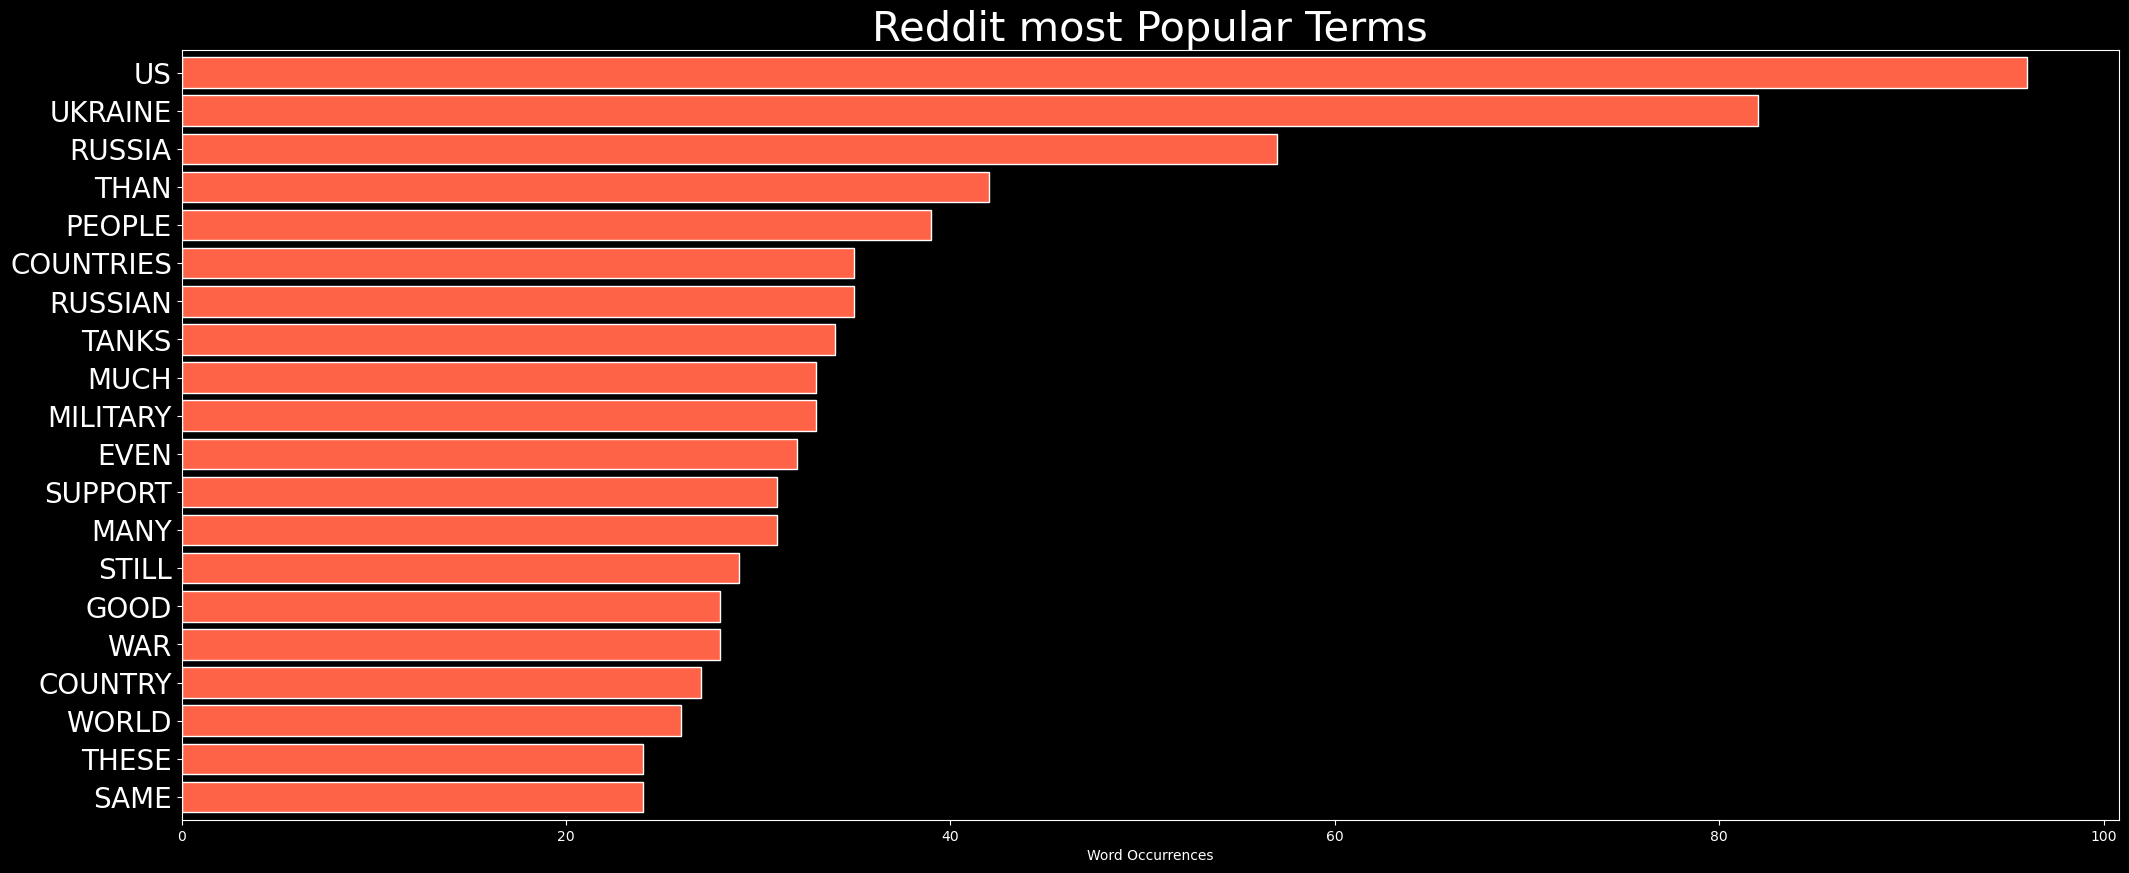 Reddit most Popular Terms
US
UKRAINE
RUSSIA
THAN
PEOPLE
COUNTRIES
RUSSIAN
TANKS
MUCH
MILITARY
EVEN
SUPPORT
MANY
STILL
GOOD
WAR
COUNTRY
WORLD
THESE
SAME
0 20 40 60 80 100
Word Occurrences